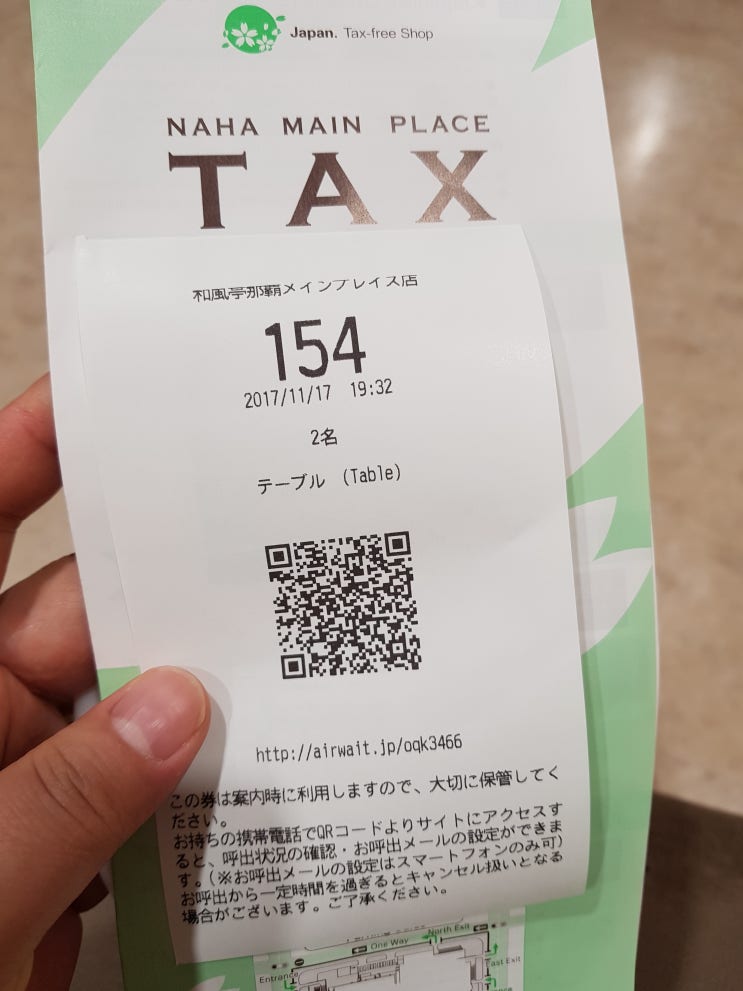 Japan. Tax-free Shop
NAHA MAIN PLACE
TAX
和風亭那覇メインプレイス店
154
2017/11/17 19:32
2名
テーブル (Table)
http://airwait.jp/oqk3466
この券は案内時に利用しますので、大切に保管してく
ださい。
お持ちの携帯電話でQRコードよりサイトにアクセスす
ると、呼出状況の確認・お呼出メールの設定ができま
す。(※お呼出メールの設定はスマートフォンのみ可)
お呼出から一定時間を過ぎるとキャンセル扱いとなる
場合がございます。ご了承ください。
One Way
North Exit
Entrance
East Exit